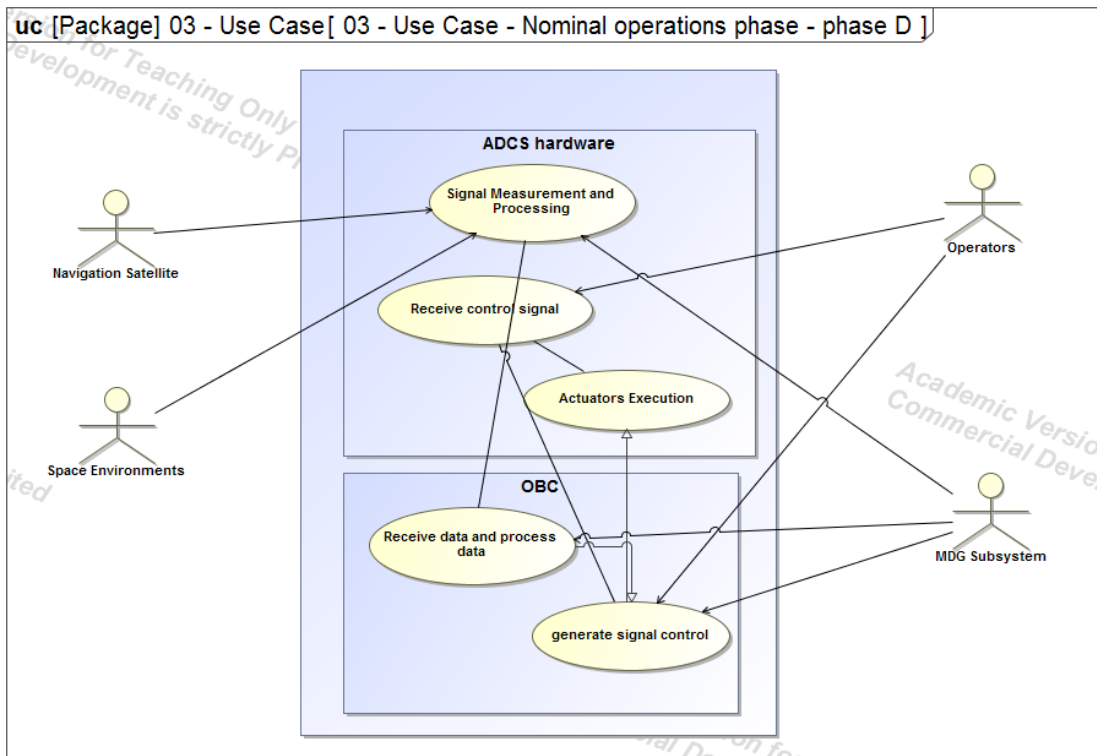 uc [Package] 03 - Use Case [ 03 - Use Case - Nominal operations phase - phase D ]
ersion for Teaching Only
Development is strictly Pr
ADCS hardware
Signal Measurement and
Processing
Navigation Satellite
Operators
Receive control signal
Academic Versio
Commercial Devel
Actuators Execution
Space Environments
ited
OBC
Receive data and process
data
MDG Subsystem
generate signal control